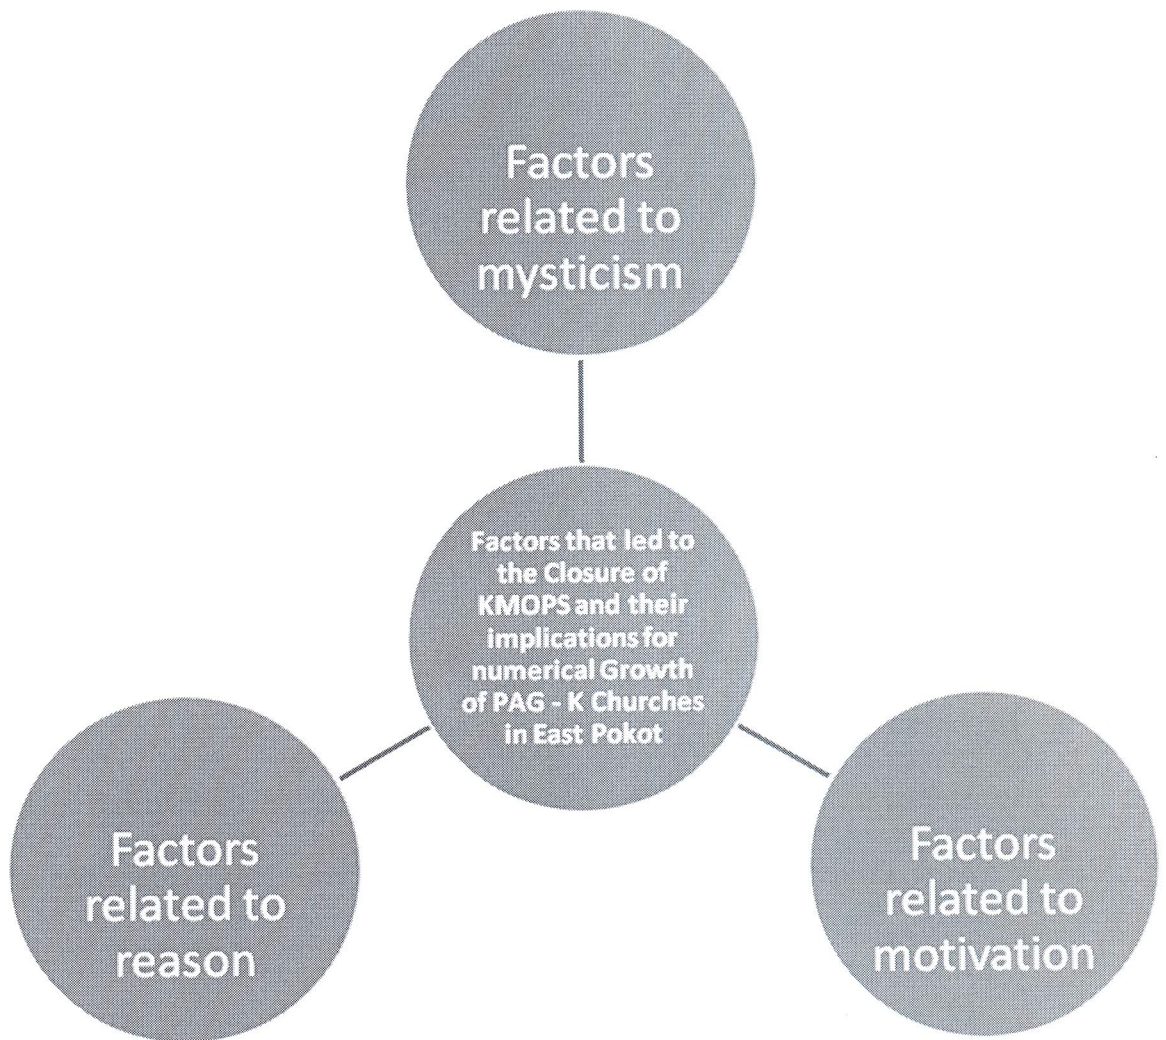 Factors
related to
mysticism
Factors that led to
the Closure of
KMOPS and their
implications for
numerical Growth
of PAG - K Churches
in East Pokot
Factors
related to
reason
Factors
related to
motivation